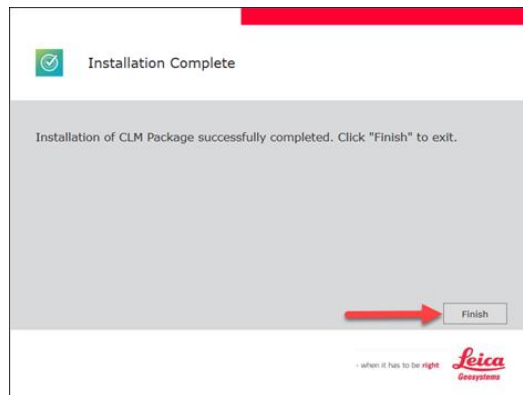 Installation Complete
Installation of CLM Package successfully completed. Click "Finish" to exit.
Finish
- when it has to be right
Leica
Geosystems